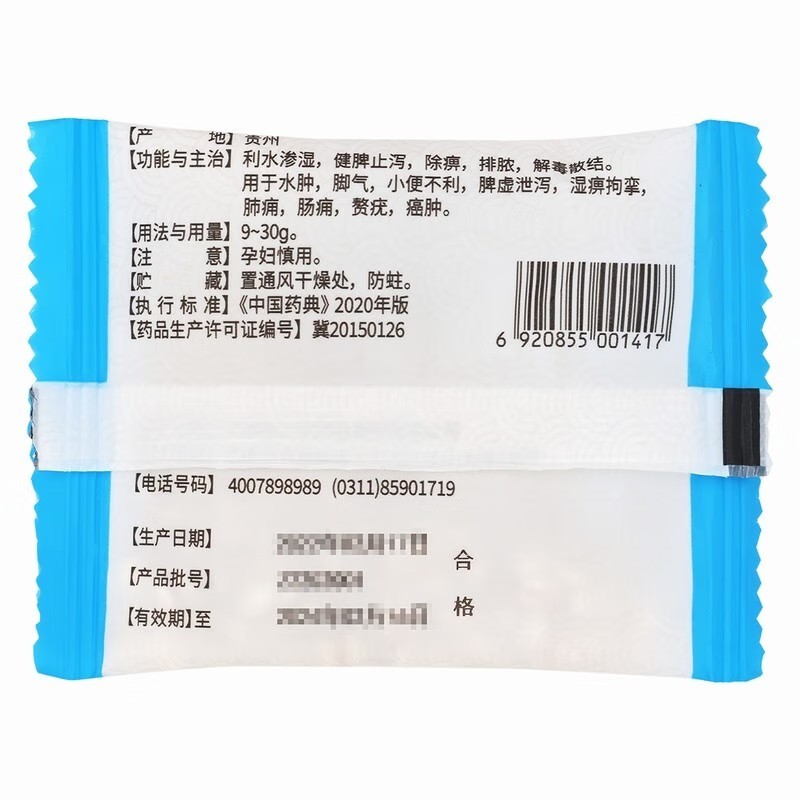 【产 地】贵州
【功能与主治】利水渗湿，健脾止泻，除痹，排脓，解毒散结。
用于水肿，脚气，小便不利，脾虚泄泻，湿痹拘挛，
肺痈，肠痈，赘疣，癌肿。
【用法与用量】9~30g。
【注 意】孕妇慎用。
【贮 藏】置通风干燥处，防蛀。
【执行标准】《中国药典》2020年版
【药品生产许可证编号】冀20150126
6 920855 001417
【电话号码】 4007898989 (0311)85901719
【生产日期】
【产品批号】
【有效期】至
合格